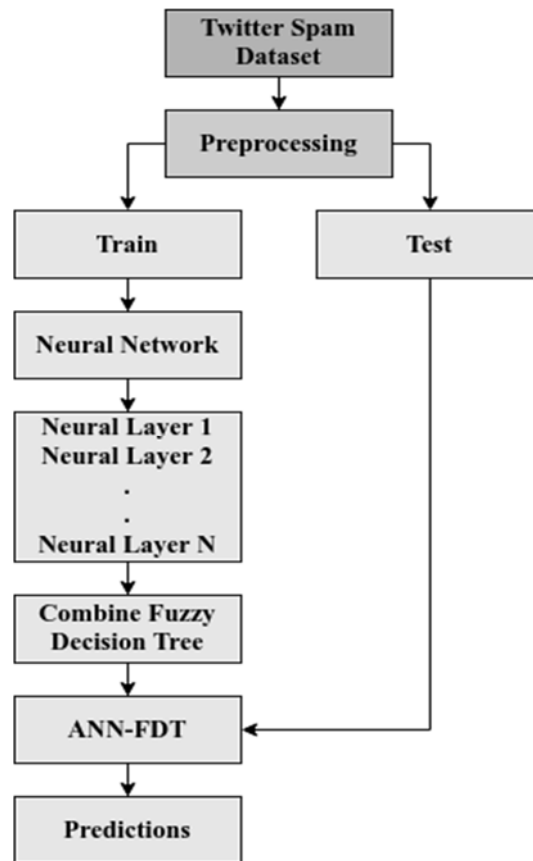 Twitter Spam
Dataset
Preprocessing
Train
Test
Neural Network
Neural Layer 1
Neural Layer 2
.
.
Neural Layer N
Combine Fuzzy
Decision Tree
ANN-FDT
Predictions